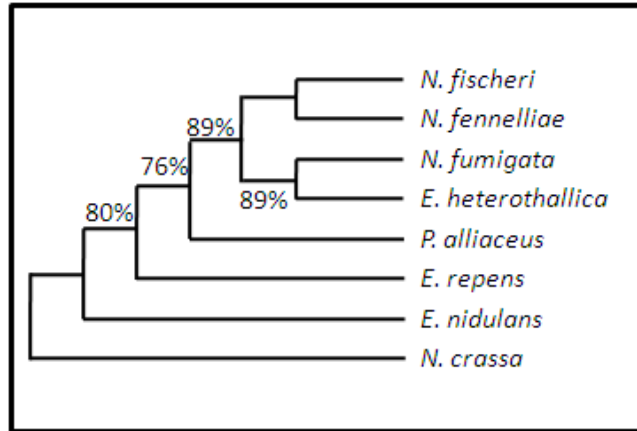 N. fischeri
89%
N. fennelliae
76%
N. fumigata
89%
E. heterothallica
80%
P. alliaceus
E. repens
E. nidulans
N. crassa